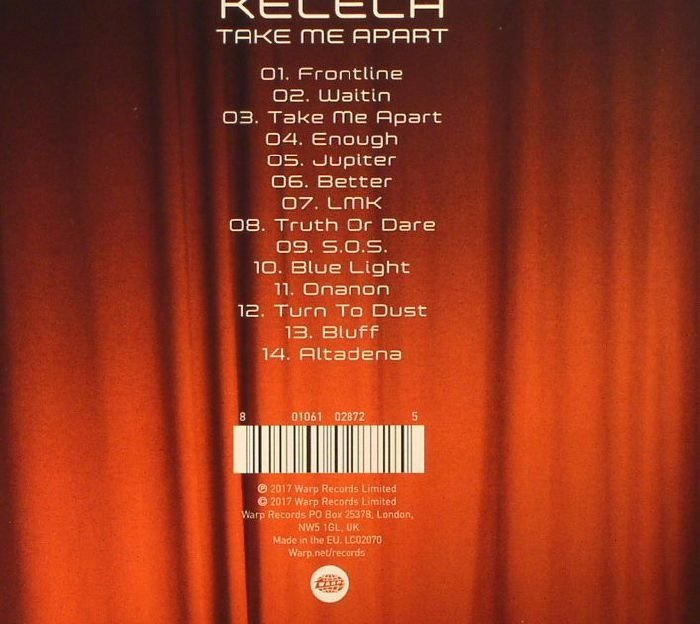 KELELA
TAKE ME APART
01. Frontline
02. Waitin
03. Take Me Apart
04. Enough
05. Jupiter
06. Better
07. LMK
08. Truth Or Dare
09. S.O.S.
10. Blue Light
11. Onanon
12. Turn To Dust
13. Bluff
14. Altadena
8 01061 02872 5
℗ 2017 Warp Records Limited
© 2017 Warp Records Limited
Warp Records PO Box 25378, London,
NW5 1GL, UK
Made in the EU. LC02070
Warp.net/records
warp